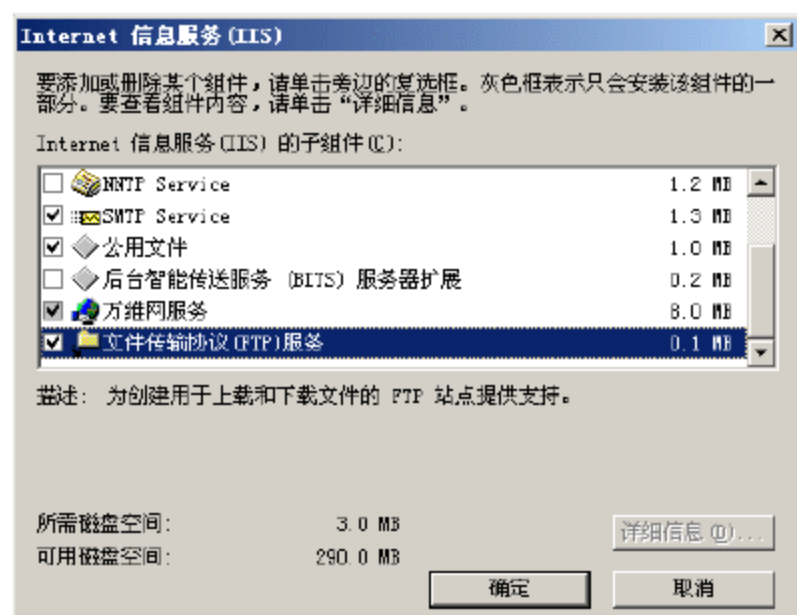 Internet 信息服务(IIS)
要添加或删除某个组件，请单击旁边的复选框。灰色框表示只会安装该组件的一
部分。要查看组件内容，请单击“详细信息”。
Internet 信息服务(IIS) 的子组件(C):
NNTP Service 1.2 MB
SMTP Service 1.3 MB
公用文件 1.0 MB
后台智能传送服务 (BITS) 服务器扩展 0.2 MB
万维网服务 8.0 MB
文件传输协议(FTP)服务 0.1 MB
描述: 为创建用于上载和下载文件的 FTP 站点提供支持。
所需磁盘空间: 3.0 MB
详细信息(D)...
可用磁盘空间: 290.0 MB
确定 取消